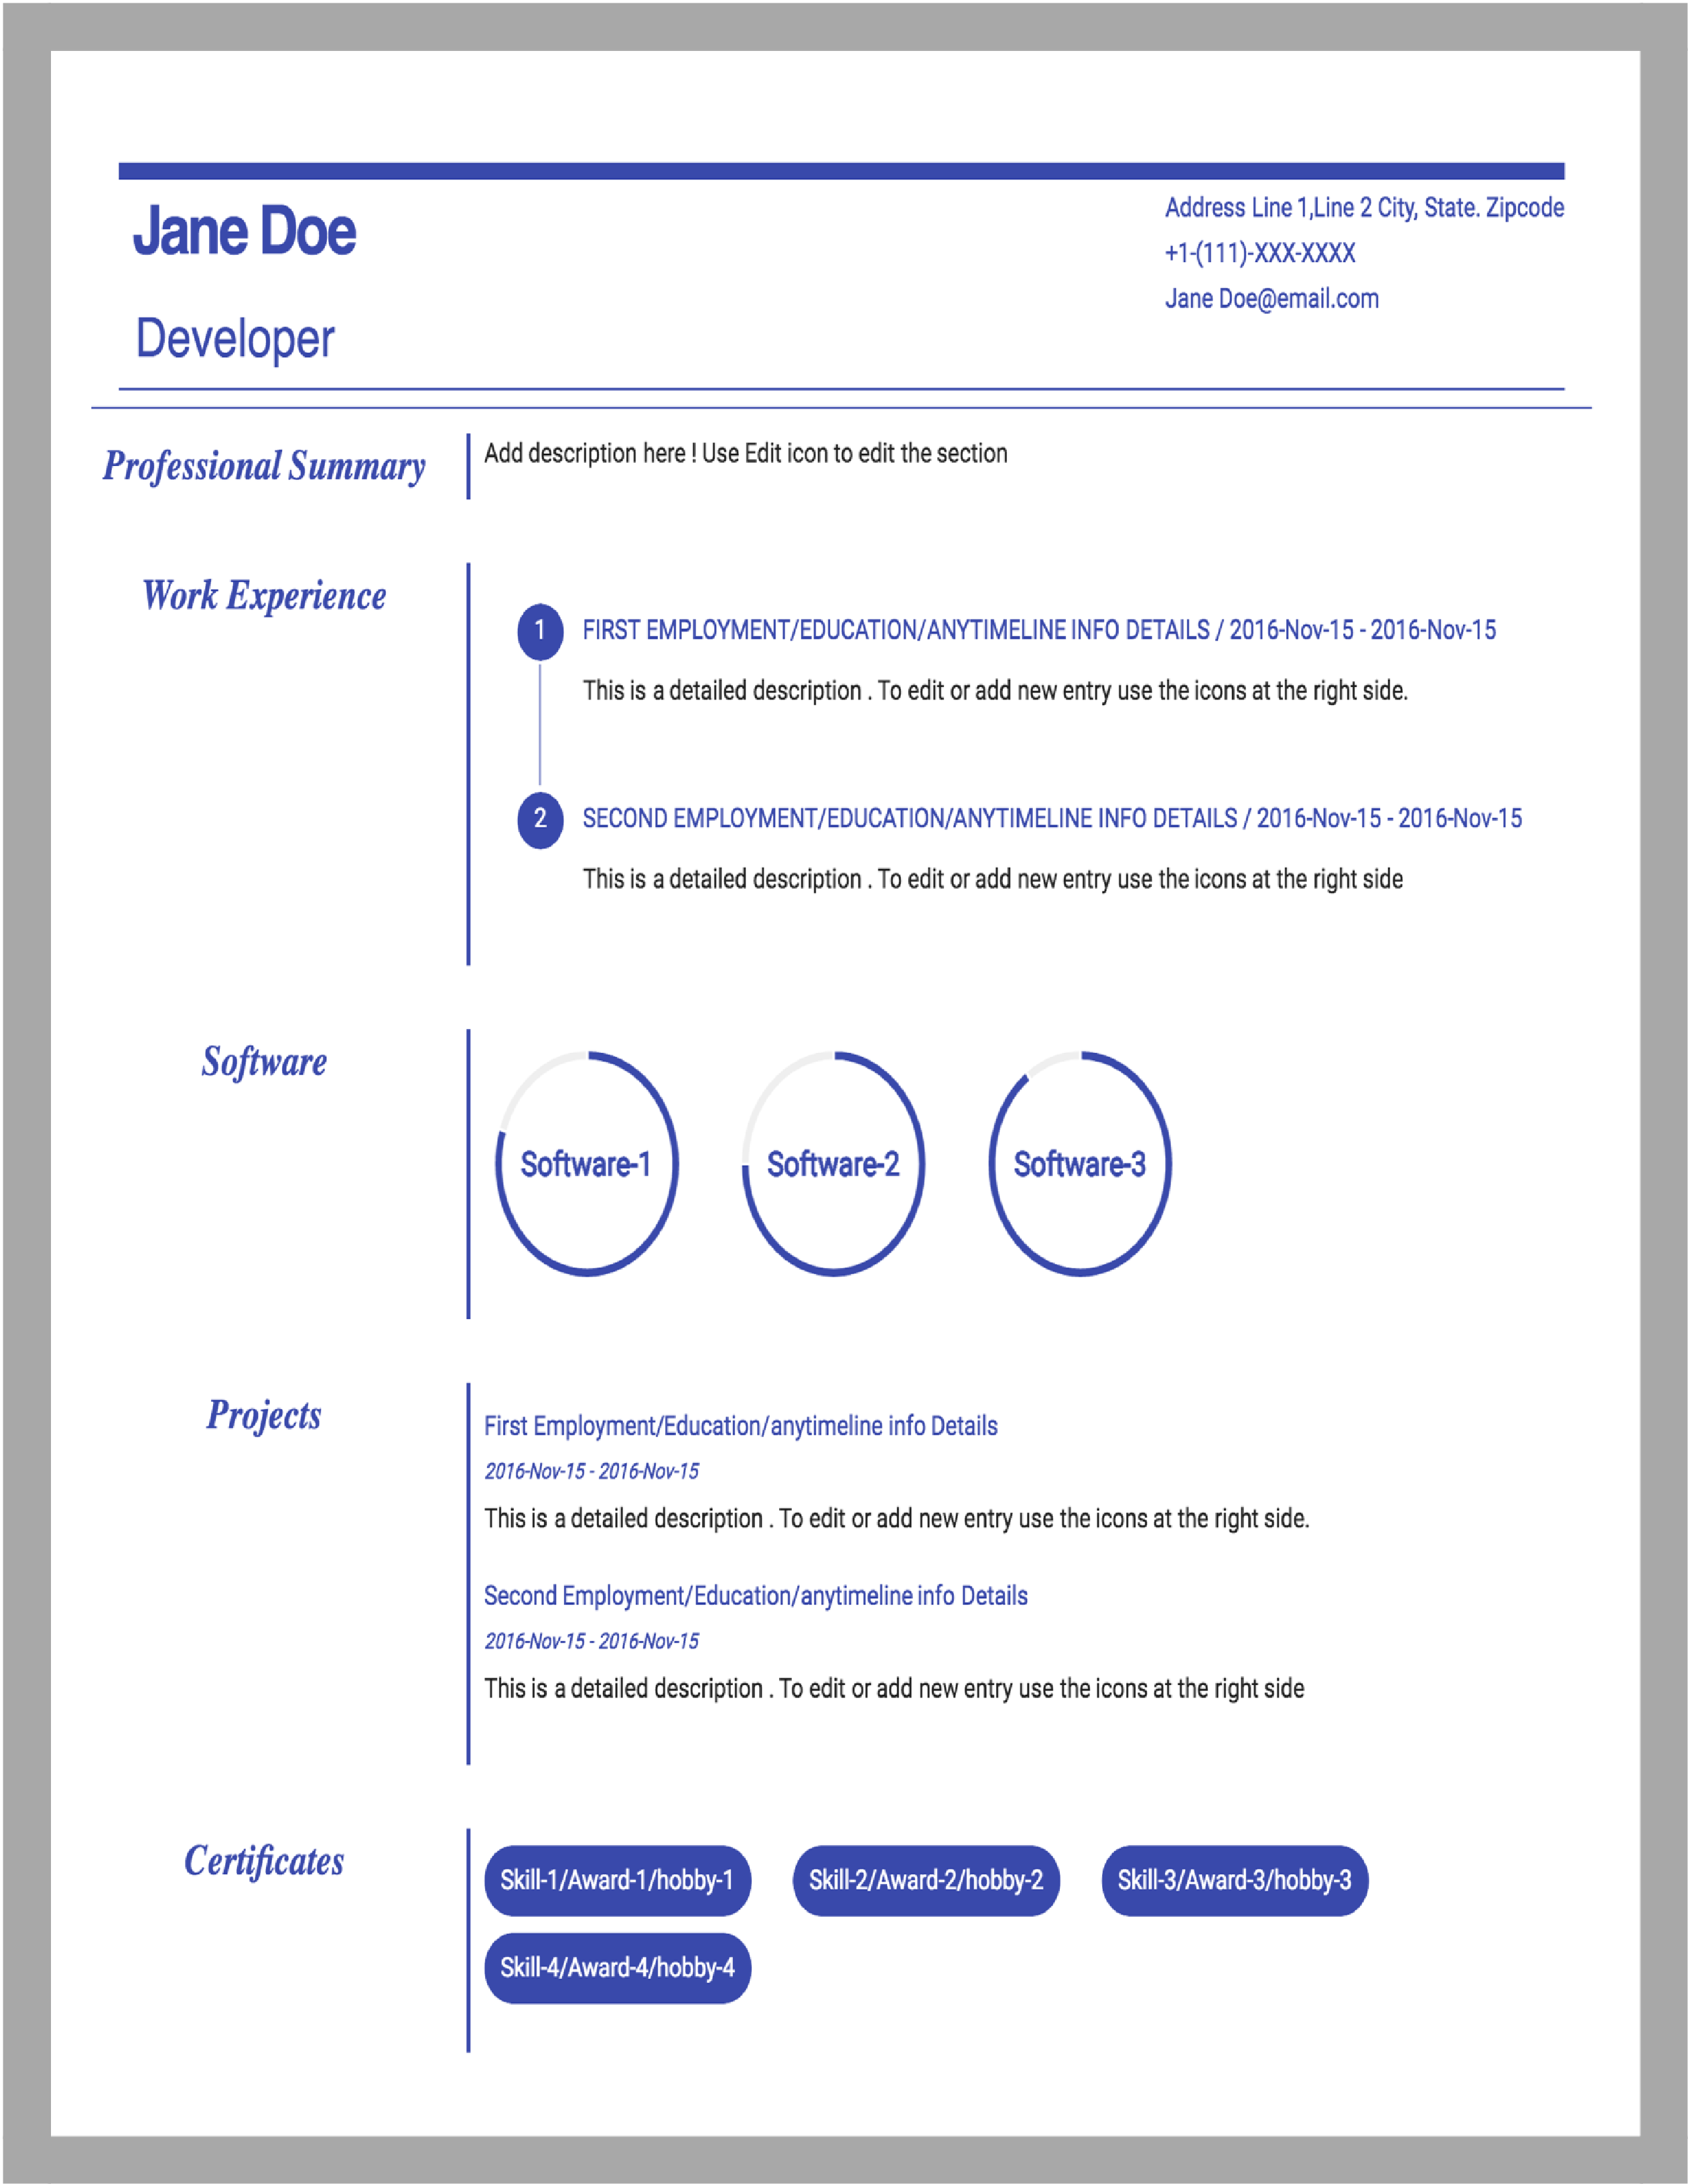 Jane Doe
Developer
Address Line 1,Line 2 City, State. Zipcode
+1-(111)-XXX-XXXX
Jane Doe@email.com
Professional Summary
Add description here ! Use Edit icon to edit the section
Work Experience
1
FIRST EMPLOYMENT/EDUCATION/ANYTIMELINE INFO DETAILS / 2016-Nov-15 - 2016-Nov-15
This is a detailed description . To edit or add new entry use the icons at the right side.
2
SECOND EMPLOYMENT/EDUCATION/ANYTIMELINE INFO DETAILS / 2016-Nov-15 - 2016-Nov-15
This is a detailed description . To edit or add new entry use the icons at the right side
Software
Software-1
Software-2
Software-3
Projects
First Employment/Education/anytimeline info Details
2016-Nov-15 - 2016-Nov-15
This is a detailed description . To edit or add new entry use the icons at the right side.
Second Employment/Education/anytimeline info Details
2016-Nov-15 - 2016-Nov-15
This is a detailed description . To edit or add new entry use the icons at the right side
Certificates
Skill-1/Award-1/hobby-1
Skill-2/Award-2/hobby-2
Skill-3/Award-3/hobby-3
Skill-4/Award-4/hobby-4